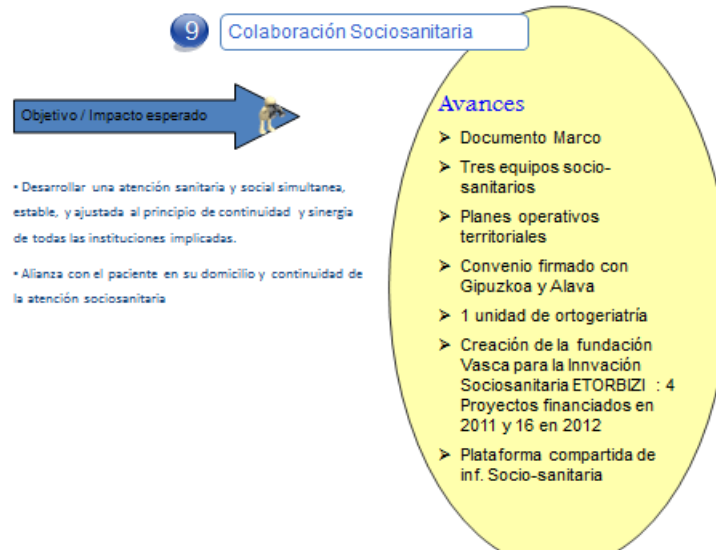 9 Colaboración Sociosanitaria
Objetivo / Impacto esperado
▪ Desarrollar una atención sanitaria y social simultanea,
estable, y ajustada al principio de continuidad y sinergia
de todas las instituciones implicadas.
▪ Alianza con el paciente en su domicilio y continuidad de
la atención sociosanitaria
Avances
➢ Documento Marco
➢ Tres equipos socio-
sanitarios
➢ Planes operativos
territoriales
➢ Convenio firmado con
Gipuzkoa y Alava
➢ 1 unidad de ortogeriatría
➢ Creación de la fundación
Vasca para la Innvación
Sociosanitaria ETORBIZI : 4
Proyectos financiados en
2011 y 16 en 2012
➢ Plataforma compartida de
inf. Socio-sanitaria